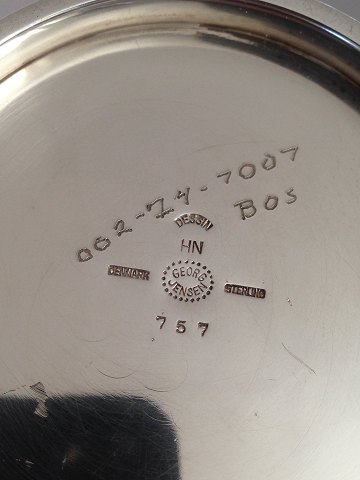 062-24-7007
Bos
DESSIN
HN
DENMARK
GEORG
JENSEN
STERLING
757